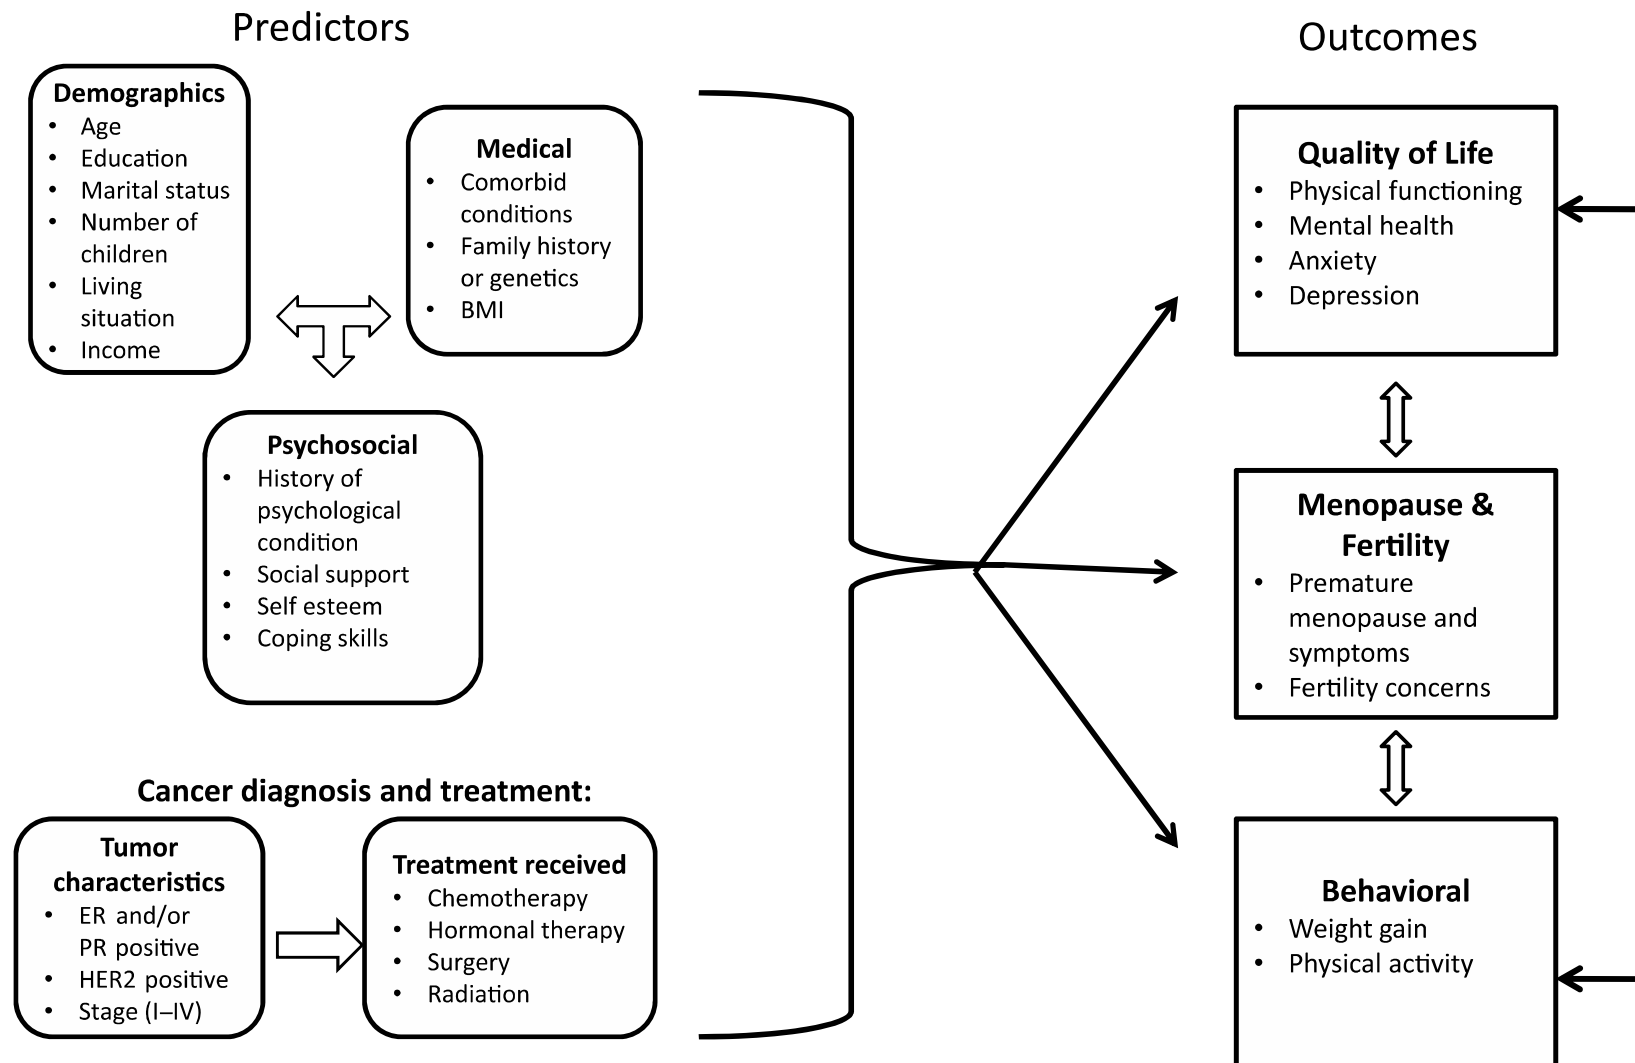 Predictors
Outcomes
Demographics
• Age
• Education
• Marital status
• Number of
children
• Living
situation
• Income
Medical
• Comorbid
conditions
• Family history
or genetics
• BMI
Psychosocial
• History of
psychological
condition
• Social support
• Self esteem
• Coping skills
Cancer diagnosis and treatment:
Tumor
characteristics
• ER and/or
PR positive
• HER2 positive
• Stage (I–IV)
Treatment received
• Chemotherapy
• Hormonal therapy
• Surgery
• Radiation
Quality of Life
• Physical functioning
• Mental health
• Anxiety
• Depression
Menopause &
Fertility
• Premature
menopause and
symptoms
• Fertility concerns
Behavioral
• Weight gain
• Physical activity